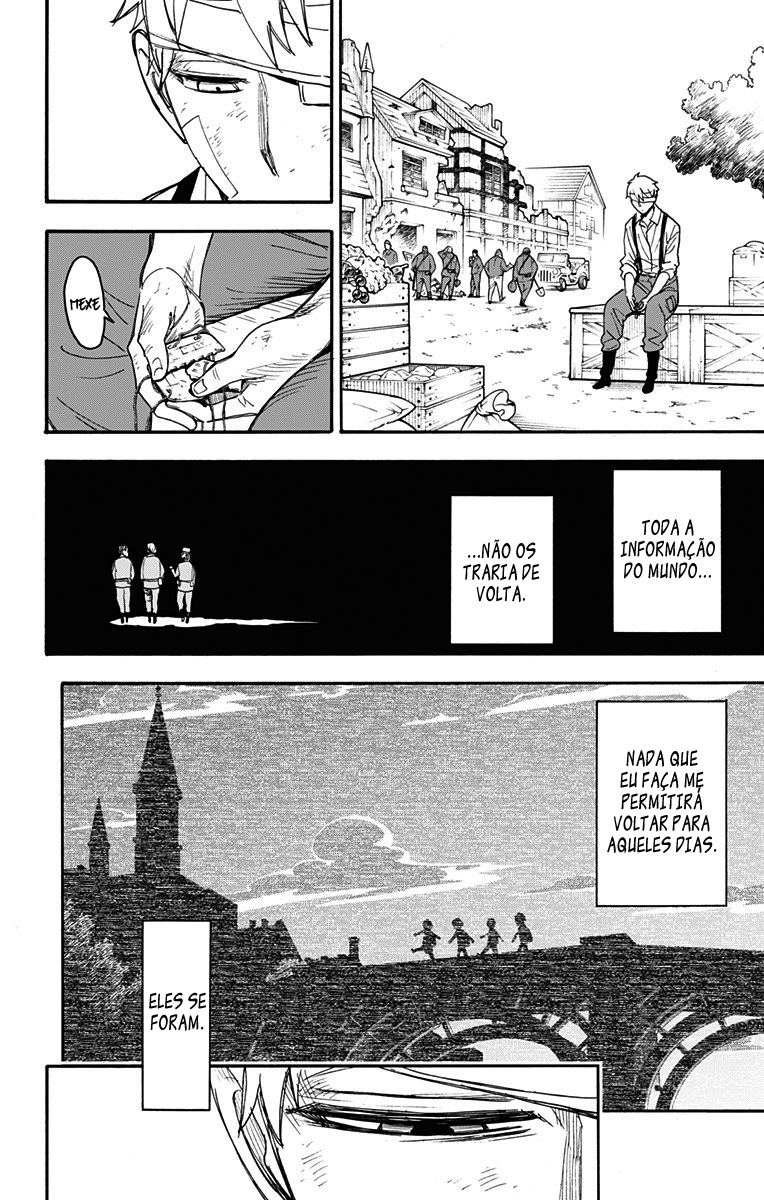 MEXE
TODA A
INFORMAÇÃO
DO MUNDO...
...NÃO OS
TRARIA DE
VOLTA.
NADA QUE
EU FAÇA ME
PERMITIRÁ
VOLTAR PARA
AQUELES DIAS.
ELES SE
FORAM.